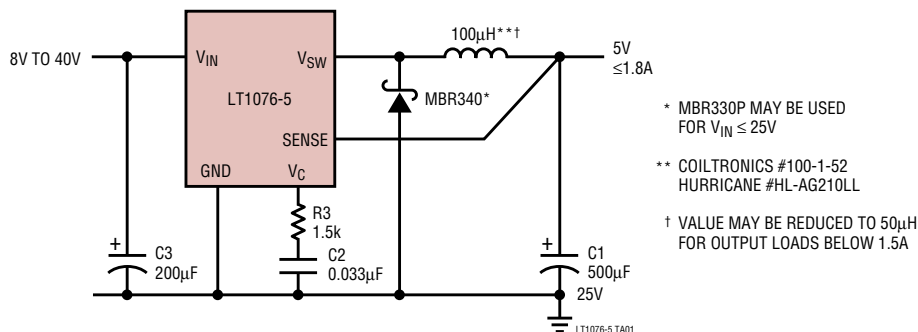 100µH**†
8V TO 40V
V_IN
V_SW
5V
≤1.8A
LT1076-5
MBR340*
SENSE
GND
V_C
R3
1.5k
C2
0.033µF
+
C3
200µF
+
C1
500µF
25V
* MBR330P MAY BE USED
FOR V_IN ≤ 25V
** COILTRONICS #100-1-52
HURRICANE #HL-AG210LL
† VALUE MAY BE REDUCED TO 50µH
FOR OUTPUT LOADS BELOW 1.5A
LT1076-5 TA01